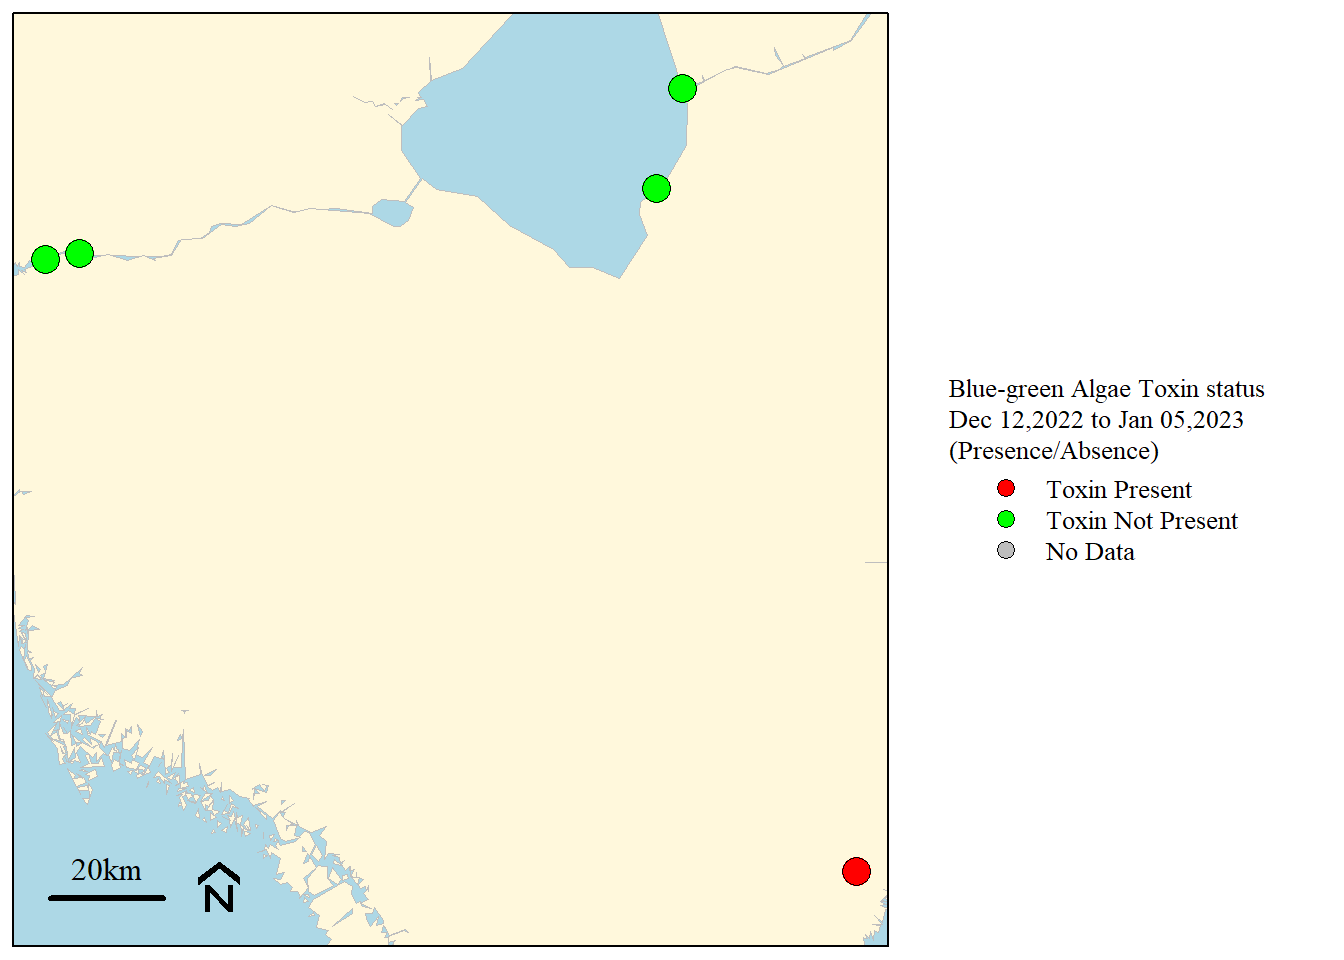 Blue-green Algae Toxin status
Dec 12,2022 to Jan 05,2023
(Presence/Absence)
Toxin Present
Toxin Not Present
No Data
20km
N